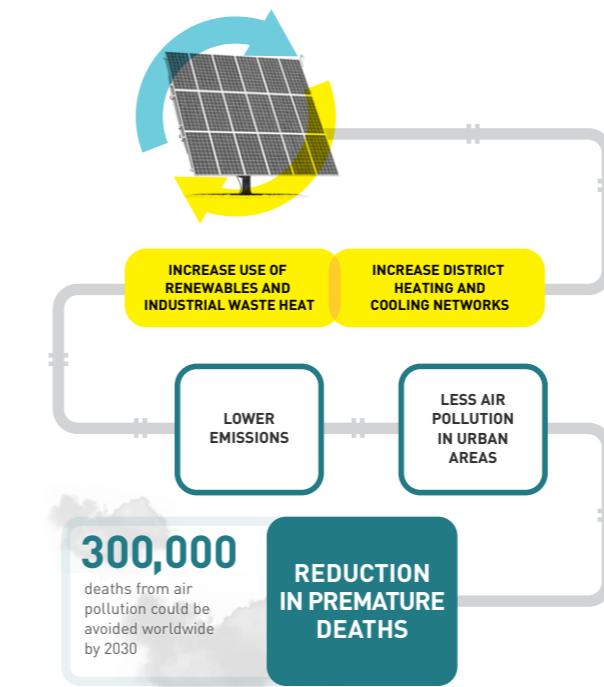 INCREASE USE OF
RENEWABLES AND
INDUSTRIAL WASTE HEAT
INCREASE DISTRICT
HEATING AND
COOLING NETWORKS
LOWER
EMISSIONS
LESS AIR
POLLUTION
IN URBAN
AREAS
300,000
deaths from air
pollution could be
avoided worldwide
by 2030
REDUCTION
IN PREMATURE
DEATHS